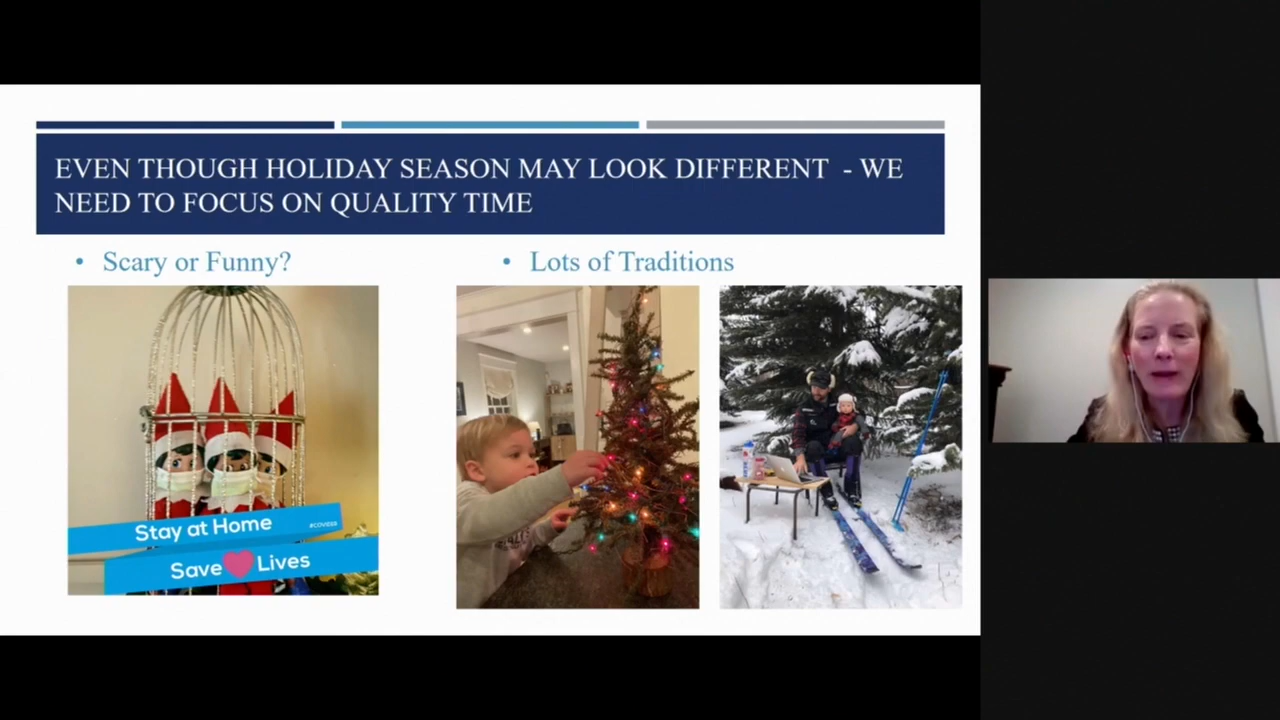 EVEN THOUGH HOLIDAY SEASON MAY LOOK DIFFERENT - WE
NEED TO FOCUS ON QUALITY TIME
• Scary or Funny?
• Lots of Traditions
Stay at Home
Save Lives